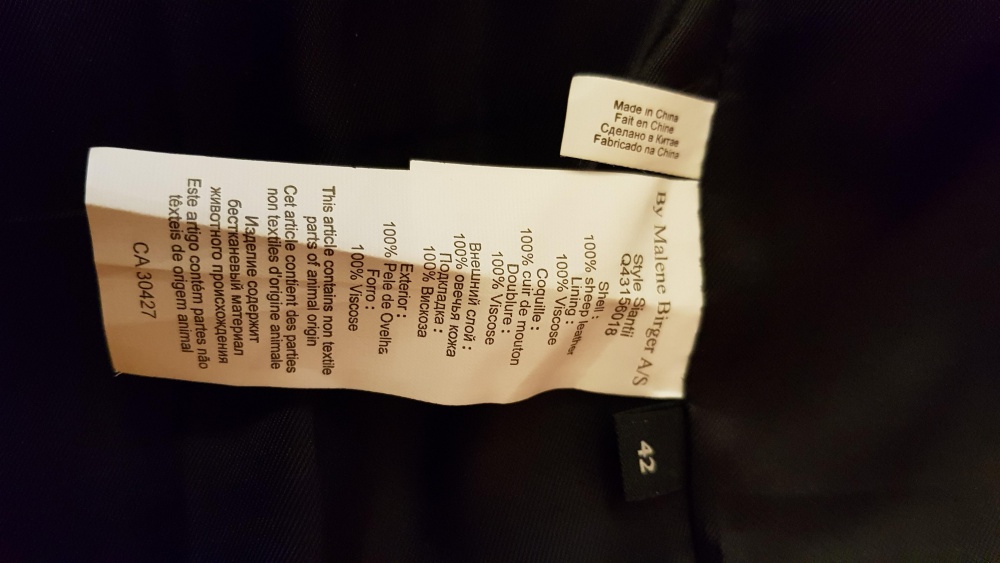 Made in China
Fait en Chine
Сделано в Китае
Fabricado na China
By Malene Birger A/S
Style Slantii
Q43156018
Shell :
100% sheep leather
Lining :
100% Viscose
Coquille :
100% cuir de mouton
Doublure :
100% Viscose
Внешний слой :
100% овечья кожа
Подкладка :
100% Вискоза
Exterior :
100% Pele de Ovelha
Forro :
100% Viscose
This article contains non textile
parts of animal origin
Cet article contient des parties
non textiles d'origine animale
Изделие содержит
бестканевый материал
животного происхождения
Este artigo contém partes não
têxteis de origem animal
CA 30427
42